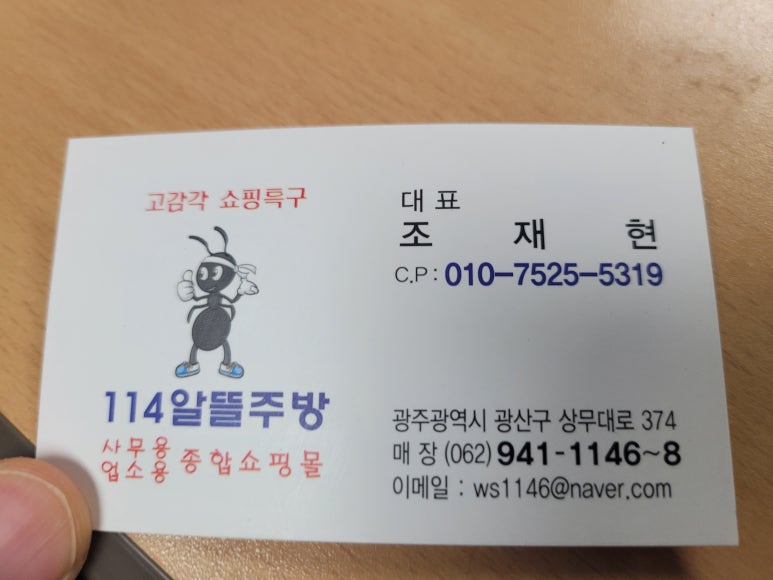 고감각 쇼핑특구
114알뜰주방
사무용
업소용 종합쇼핑몰
대표
조재현
C.P : 010-7525-5319
광주광역시 광산구 상무대로 374
매장 (062) 941-1146~8
이메일 : ws1146@naver.com